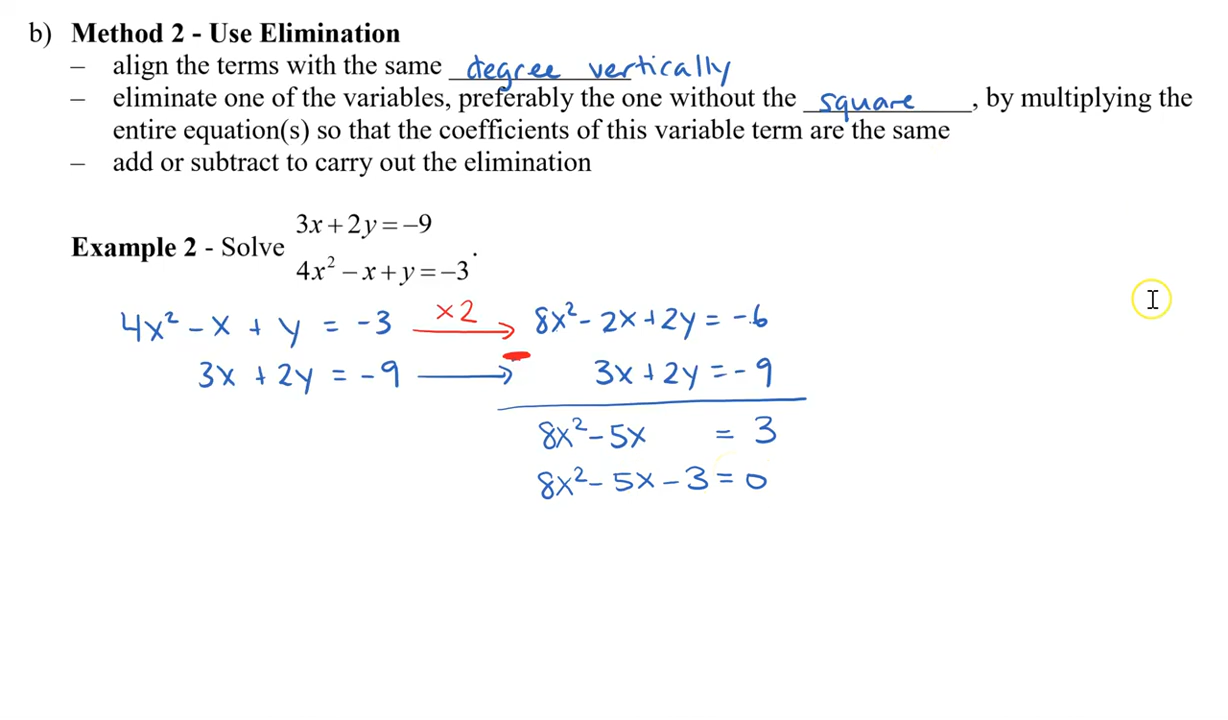 b) Method 2 - Use Elimination
– align the terms with the same degree vertically
– eliminate one of the variables, preferably the one without the square, by multiplying the
entire equation(s) so that the coefficients of this variable term are the same
– add or subtract to carry out the elimination
3x + 2y = −9
Example 2 - Solve
4x² − x + y = −3 .
4x² - x + y = -3 ×2 → 8x² - 2x + 2y = -6
3x + 2y = -9 → - 3x + 2y = -9
8x² - 5x = 3
8x² - 5x - 3 = 0